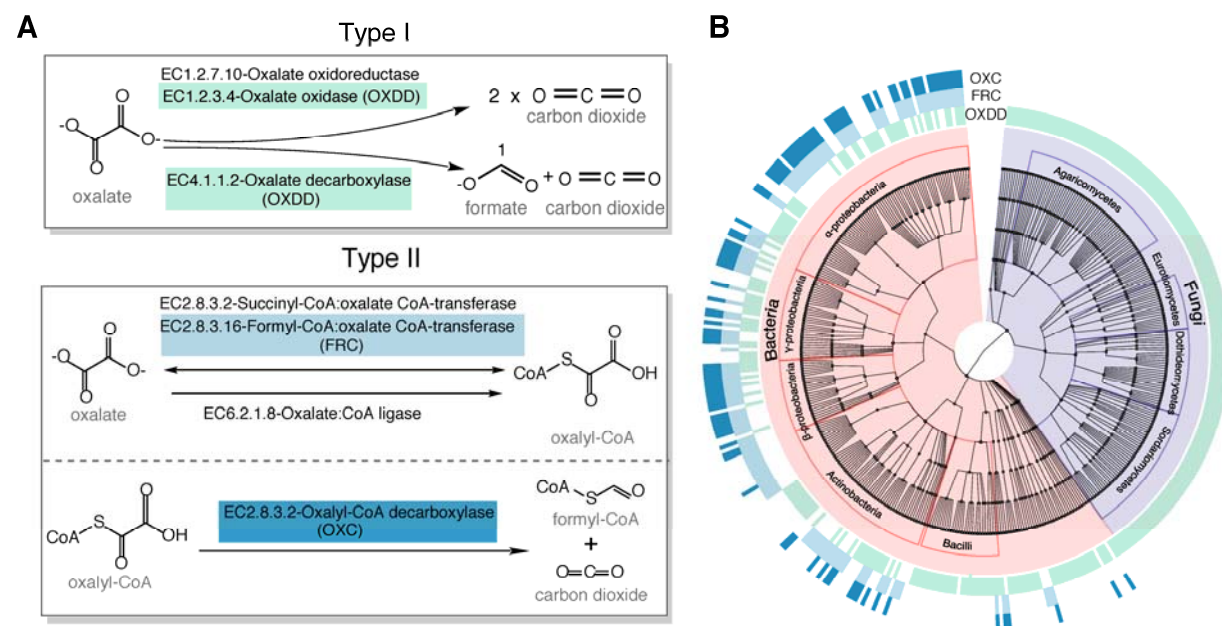 A
Type I
EC1.2.7.10-Oxalate oxidoreductase
EC1.2.3.4-Oxalate oxidase (OXDD)
2 x O=C=O
carbon dioxide
-O
O
O
O-
oxalate
EC4.1.1.2-Oxalate decarboxylase
(OXDD)
1
-O
O
+
O=C=O
formate
carbon dioxide
Type II
EC2.8.3.2-Succinyl-CoA:oxalate CoA-transferase
EC2.8.3.16-Formyl-CoA:oxalate CoA-transferase
(FRC)
-O
O
O
O-
oxalate
EC6.2.1.8-Oxalate:CoA ligase
CoA
S
O
O
OH
oxalyl-CoA
CoA
S
O
O
OH
oxalyl-CoA
EC2.8.3.2-Oxalyl-CoA decarboxylase
(OXC)
CoA
S
O
formyl-CoA
+
O=C=O
carbon dioxide
B
OXC
FRC
OXDD
Bacteria
α-proteobacteria
γ-proteobacteria
β-proteobacteria
Actinobacteria
Bacilli
Fungi
Agaricomycetes
Eurotiomycetes
Dothideomycetes
Sordariomycetes